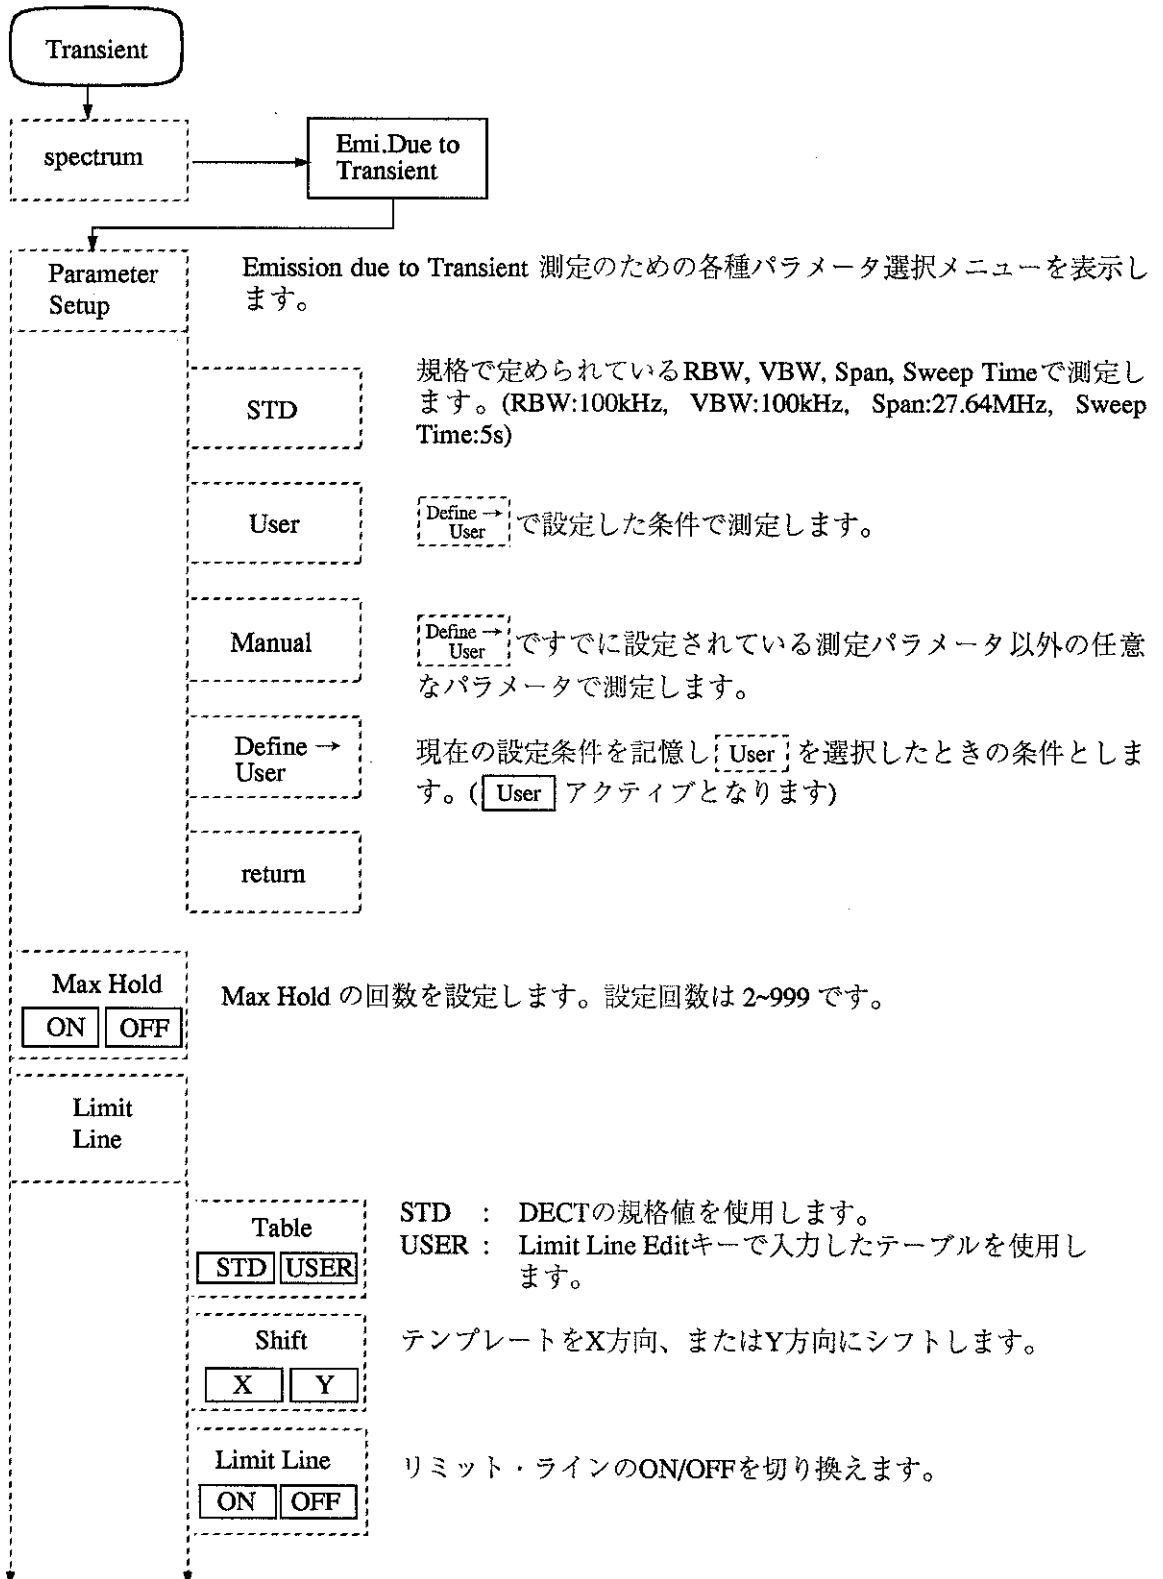 Transient
spectrum
Emi.Due to
Transient
Parameter
Setup
Emission due to Transient 測定のための各種パラメータ選択メニューを表示し
ます。
STD
規格で定められているRBW, VBW, Span, Sweep Timeで測定し
ます。(RBW:100kHz, VBW:100kHz, Span:27.64MHz, Sweep
Time:5s)
User
Define →
User
で設定した条件で測定します。
Manual
Define →
User
ですでに設定されている測定パラメータ以外の任意
なパラメータで測定します。
Define →
User
現在の設定条件を記憶し User を選択したときの条件としま
す。( User アクティブとなります)
return
Max Hold
ON OFF
Max Hold の回数を設定します。設定回数は 2~999 です。
Limit
Line
Table
STD USER
STD : DECTの規格値を使用します。
USER : Limit Line Editキーで入力したテーブルを使用し
ます。
Shift
X Y
テンプレートをX方向、またはY方向にシフトします。
Limit Line
ON OFF
リミット・ラインのON/OFFを切り換えます。